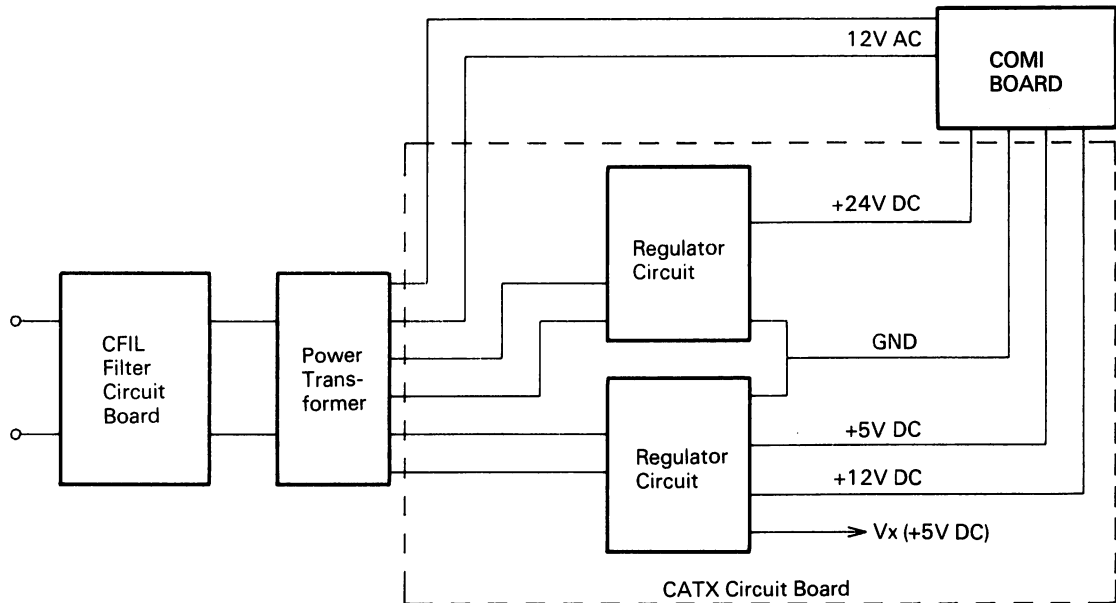 12V AC
COMI
BOARD
+24V DC
Regulator
Circuit
CFIL
Filter
Circuit
Board
Power
Trans-
former
GND
Regulator
Circuit
+5V DC
+12V DC
Vx (+5V DC)
CATX Circuit Board